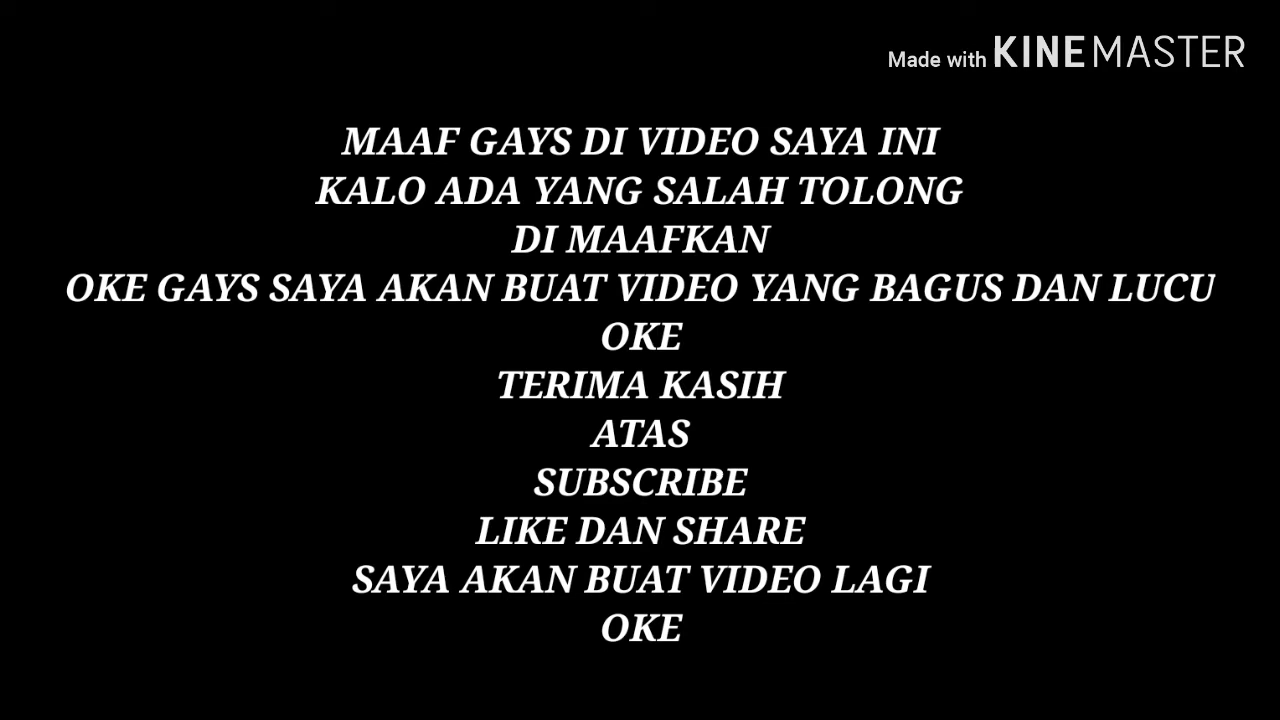 Made with KINEMASTER
MAAF GAYS DI VIDEO SAYA INI
KALO ADA YANG SALAH TOLONG
DI MAAFKAN
OKE GAYS SAYA AKAN BUAT VIDEO YANG BAGUS DAN LUCU
OKE
TERIMA KASIH
ATAS
SUBSCRIBE
LIKE DAN SHARE
SAYA AKAN BUAT VIDEO LAGI
OKE